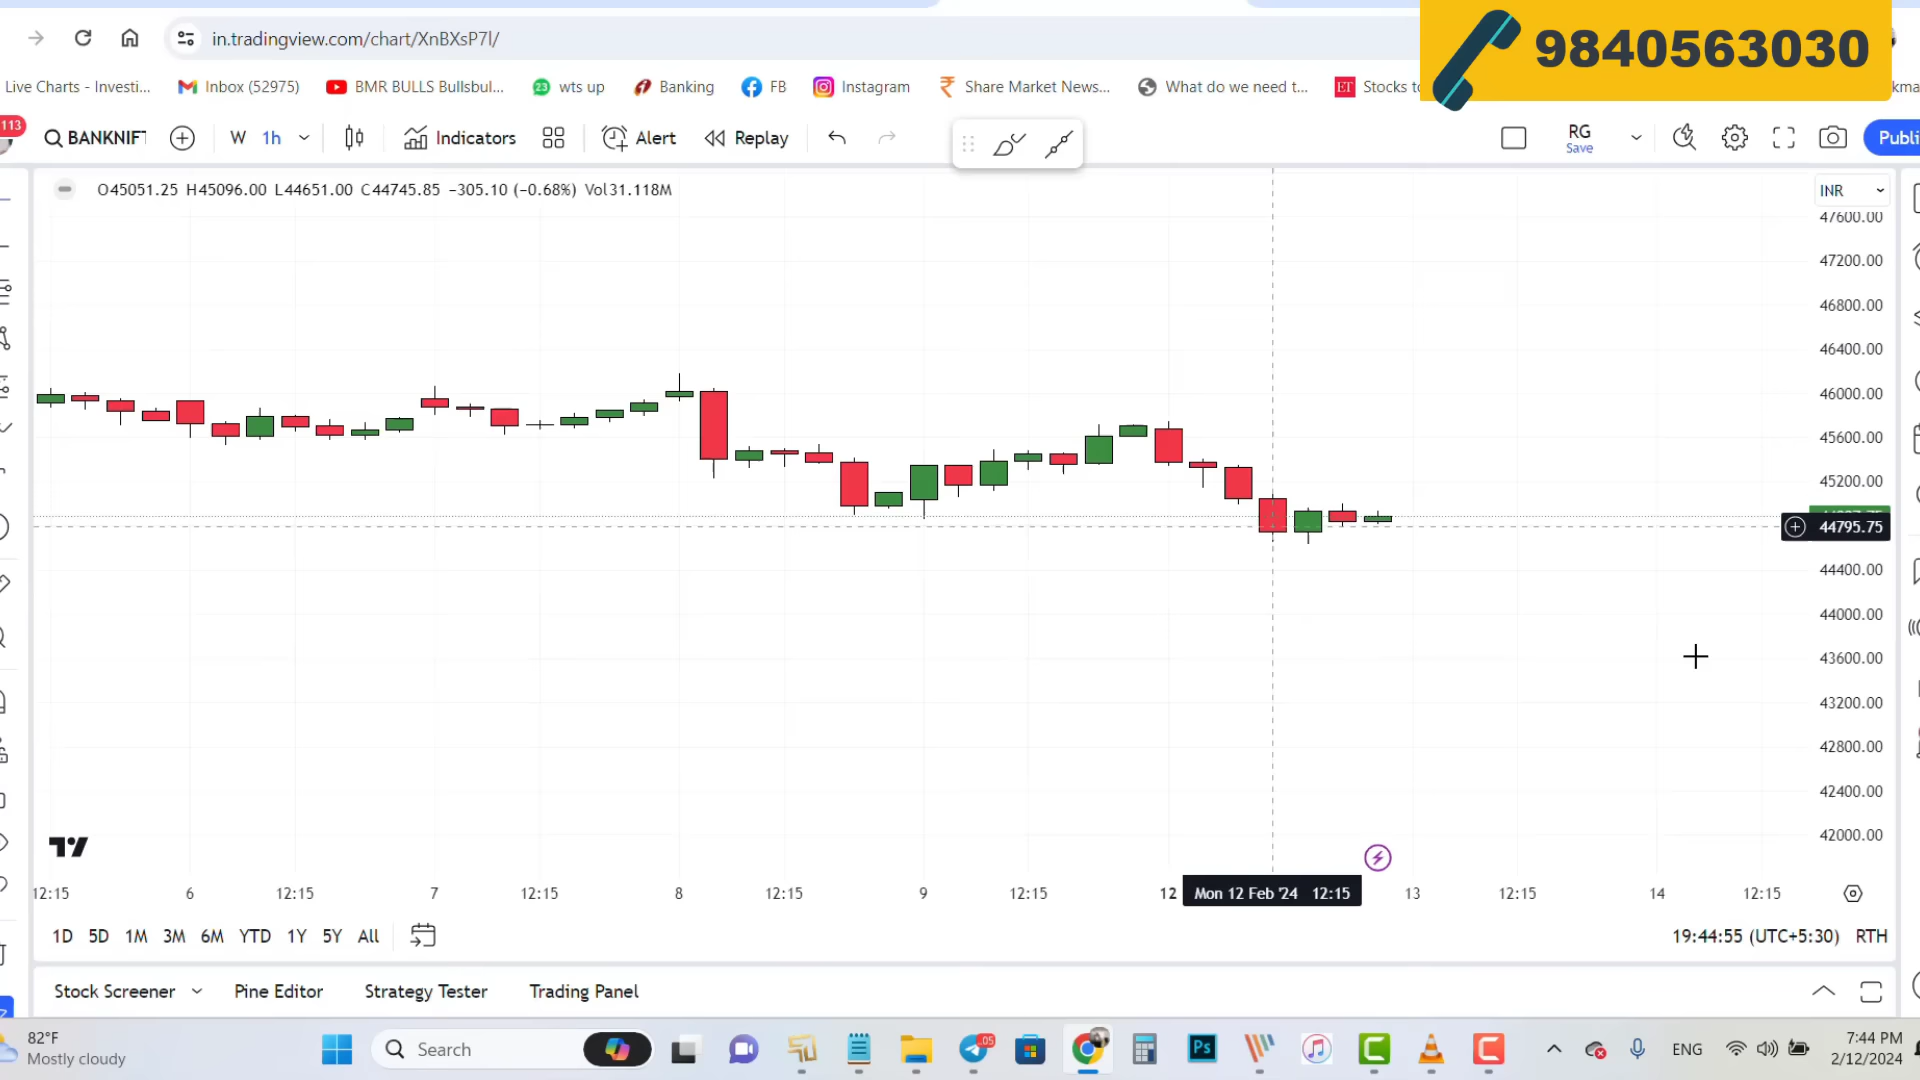 in.tradingview.com/chart/XnBXsP7l/
9840563030
Live Charts - Investi...
Inbox (52975)
BMR BULLS Bullsbul...
23
wts up
Banking
FB
Instagram
Share Market News...
What do we need t...
ET
Stocks tc
113
BANKNIFT
W
1h
Indicators
Alert
Replay
RG
Save
Publi
O45051.25 H45096.00 L44651.00 C44745.85 −305.10 (−0.68%) Vol31.118M
INR
47600.00
47200.00
46800.00
46400.00
46000.00
45600.00
45200.00
44795.75
44400.00
44000.00
43600.00
43200.00
42800.00
42400.00
42000.00
12:15
6
12:15
7
12:15
8
12:15
9
12:15
12
Mon 12 Feb '24 12:15
13
12:15
14
12:15
1D 5D 1M 3M 6M YTD 1Y 5Y All
19:44:55 (UTC+5:30) RTH
Stock Screener
Pine Editor
Strategy Tester
Trading Panel
82°F
Mostly cloudy
Search
.05
Ps
ENG
7:44 PM
2/12/2024